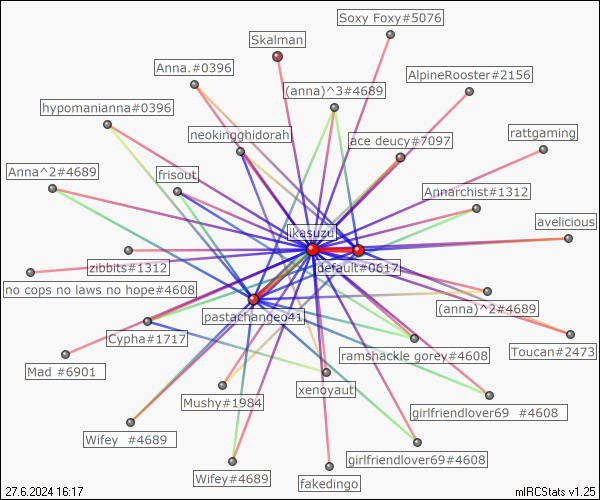 Soxy Foxy#5076
Skalman
Anna.#0396
AlpineRooster#2156
(anna)^3#4689
hypomanianna#0396
neokingghidorah
ace deucy#7097
rattgaming
Anna^2#4689
frisout
Annarchist#1312
avelicious
jkasuzu
zibbits#1312
default#0617
no cops no laws no hope#4608
(anna)^2#4689
pastachangeo41
Cypha#1717
ramshackle gorey#4608
Toucan#2473
Mad #6901
xenoyaut
Mushy#1984
girlfriendlover69 #4608
Wifey #4689
girlfriendlover69#4608
Wifey#4689
fakedingo
27.6.2024 16:17
mIRCStats v1.25